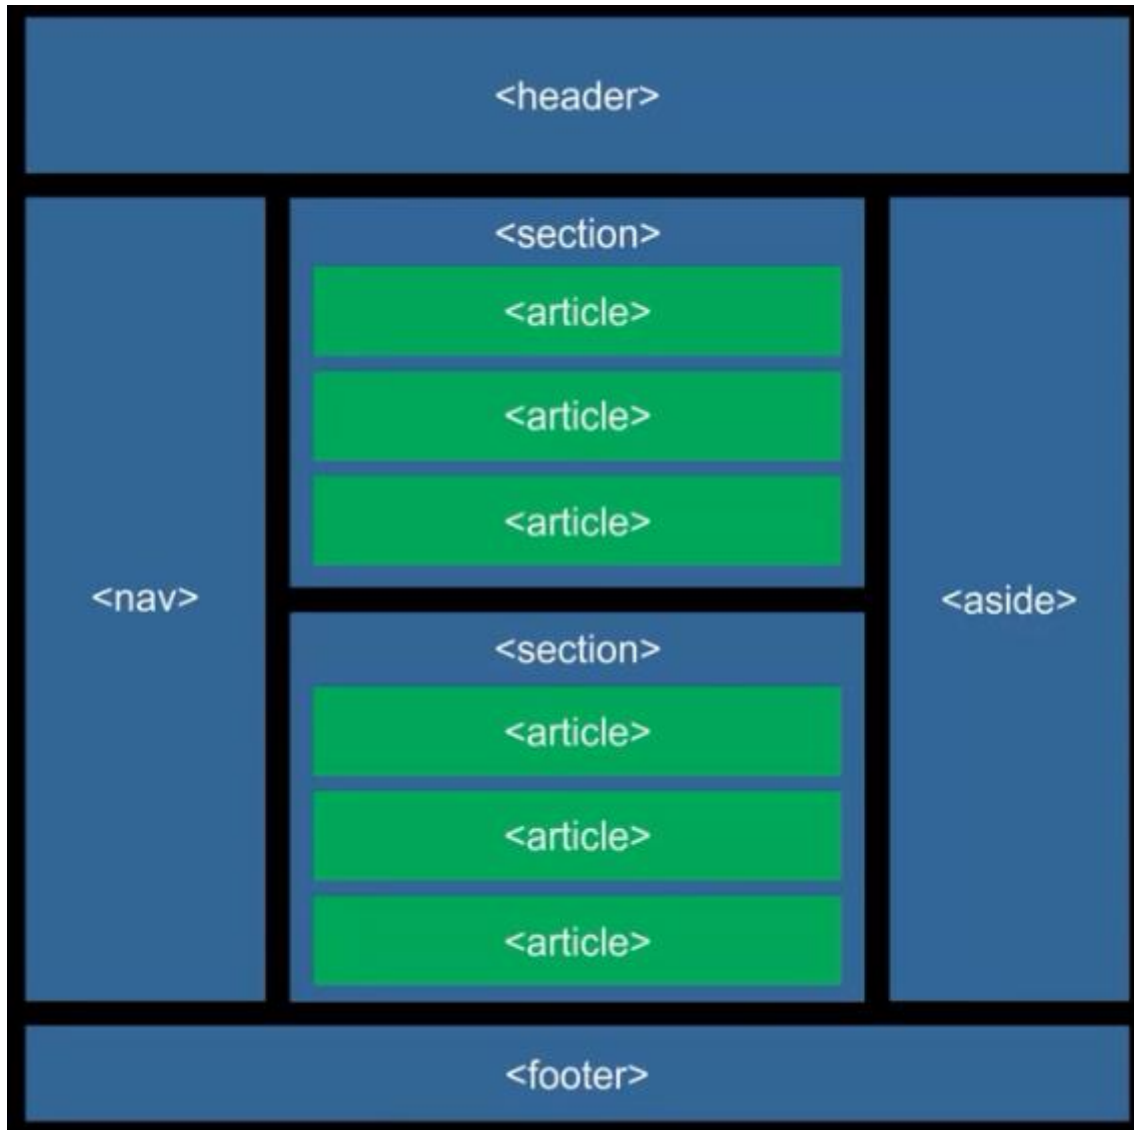 <header>
<nav>
<section>
<article>
<article>
<article>
<section>
<article>
<article>
<article>
<aside>
<footer>